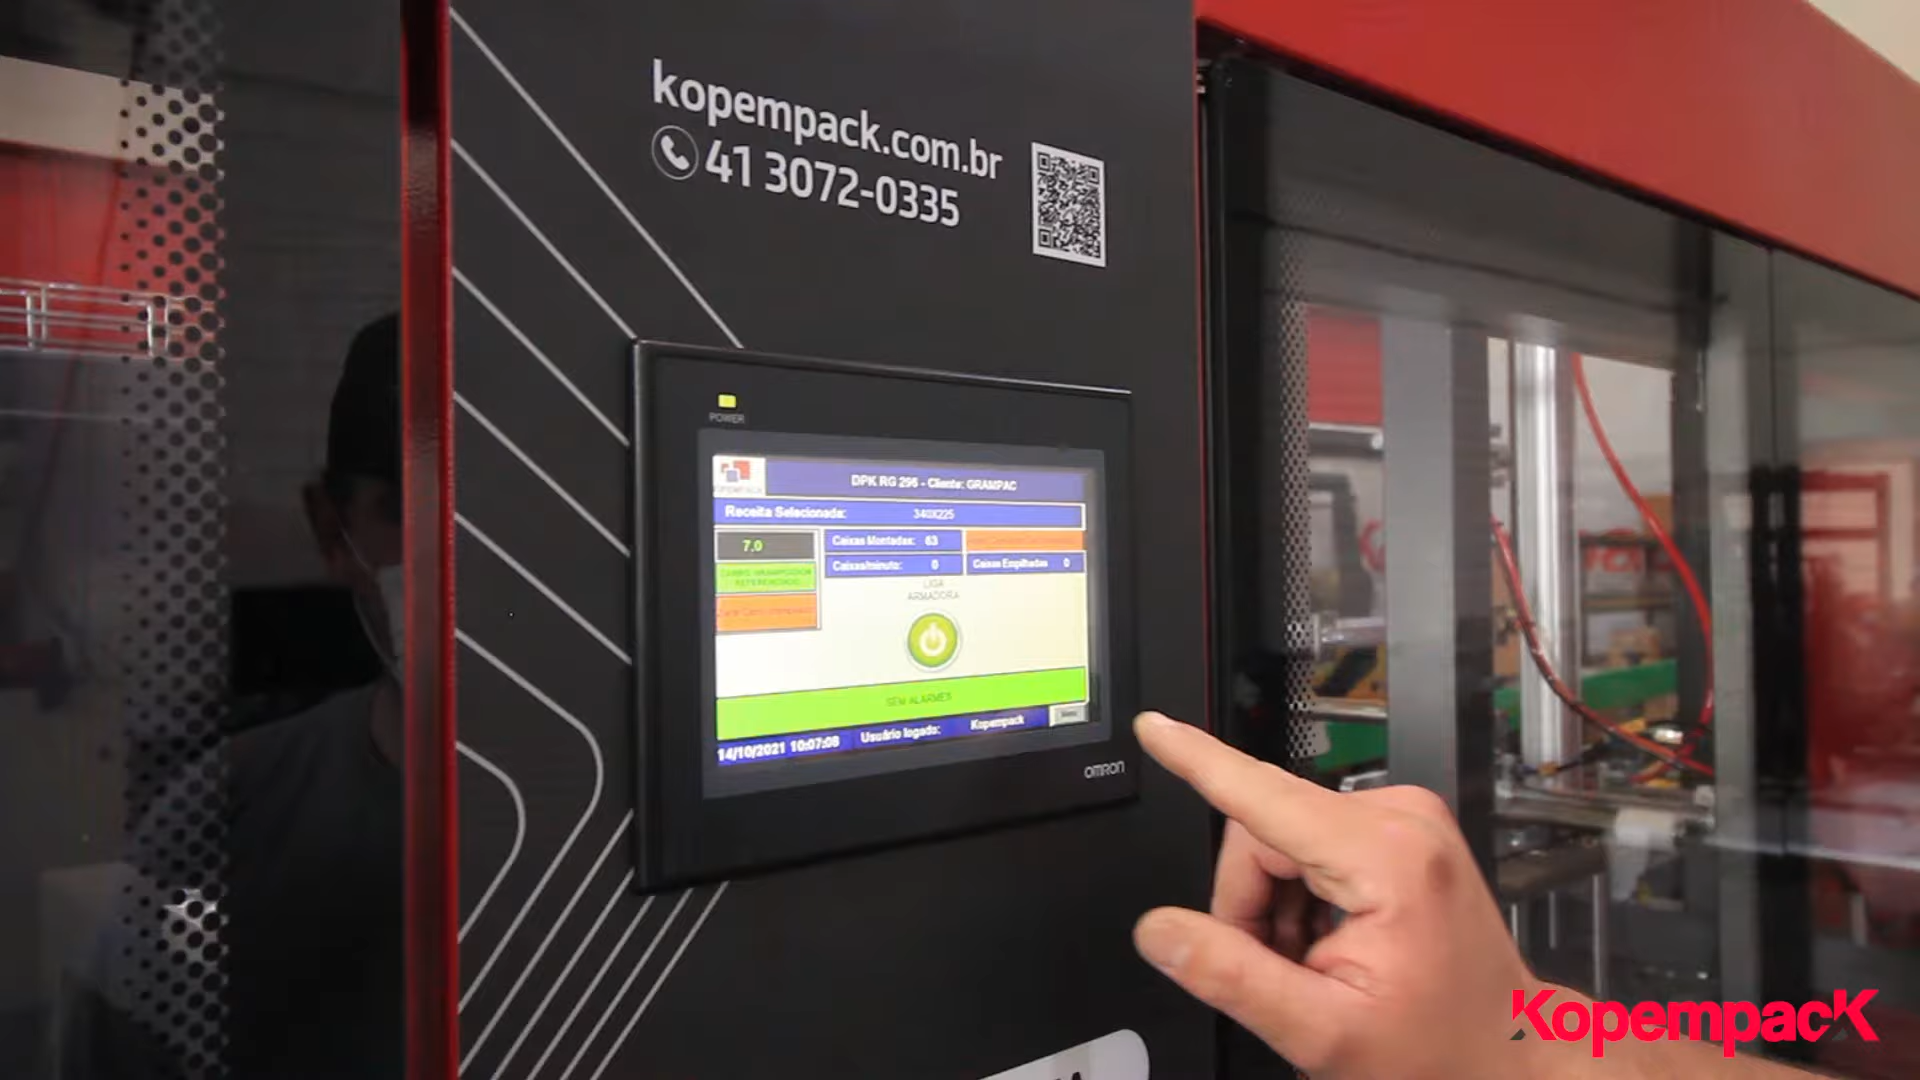 kopempack.com.br
41 3072-0335
POWER
DPK RG 296 - Cliente: GRAMPAC
Receita Selecionada: 340X225
7.0
Caixas Montadas: 63
Caixas/minuto: 0
Caixas Empilhadas 0
LIGA
ARMADORA
SEM ALARMES
14/10/2021 10:07:08 Usuário logado: Kopempack
OMRON
Kopempack